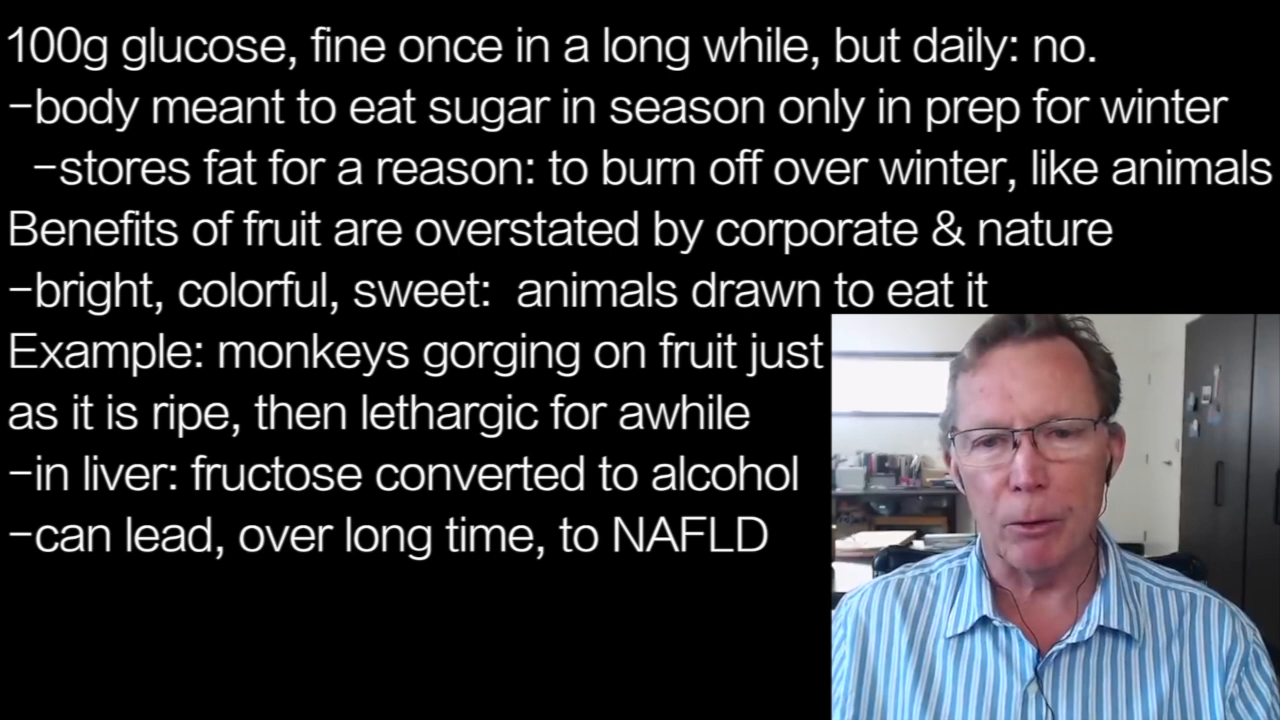 100g glucose, fine once in a long while, but daily: no.
–body meant to eat sugar in season only in prep for winter
–stores fat for a reason: to burn off over winter, like animals
Benefits of fruit are overstated by corporate & nature
–bright, colorful, sweet:  animals drawn to eat it
Example: monkeys gorging on fruit just
as it is ripe, then lethargic for awhile
–in liver: fructose converted to alcohol
–can lead, over long time, to NAFLD